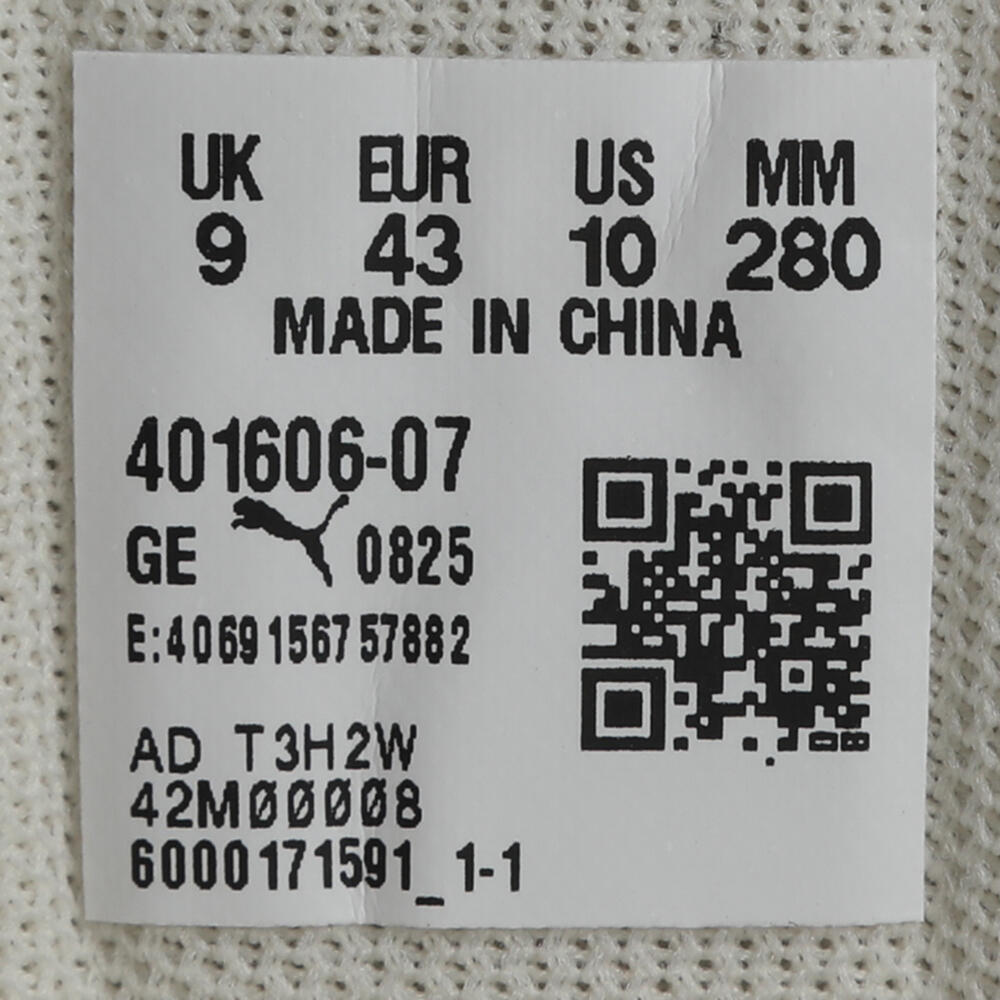 UK EUR US MM
9 43 10 280
MADE IN CHINA
401606-07
GE 0825
E:4069156757882
AD T3H2W
42M00008
6000171591_1-1